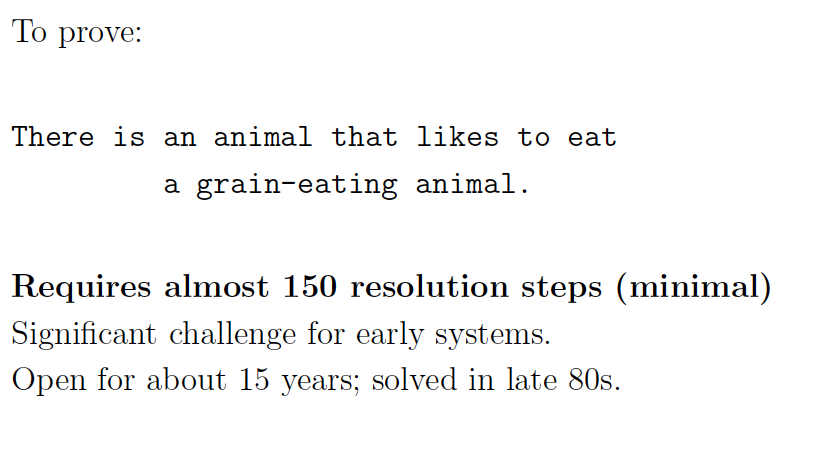 To prove:
There is an animal that likes to eat
a grain-eating animal.
Requires almost 150 resolution steps (minimal)
Significant challenge for early systems.
Open for about 15 years; solved in late 80s.